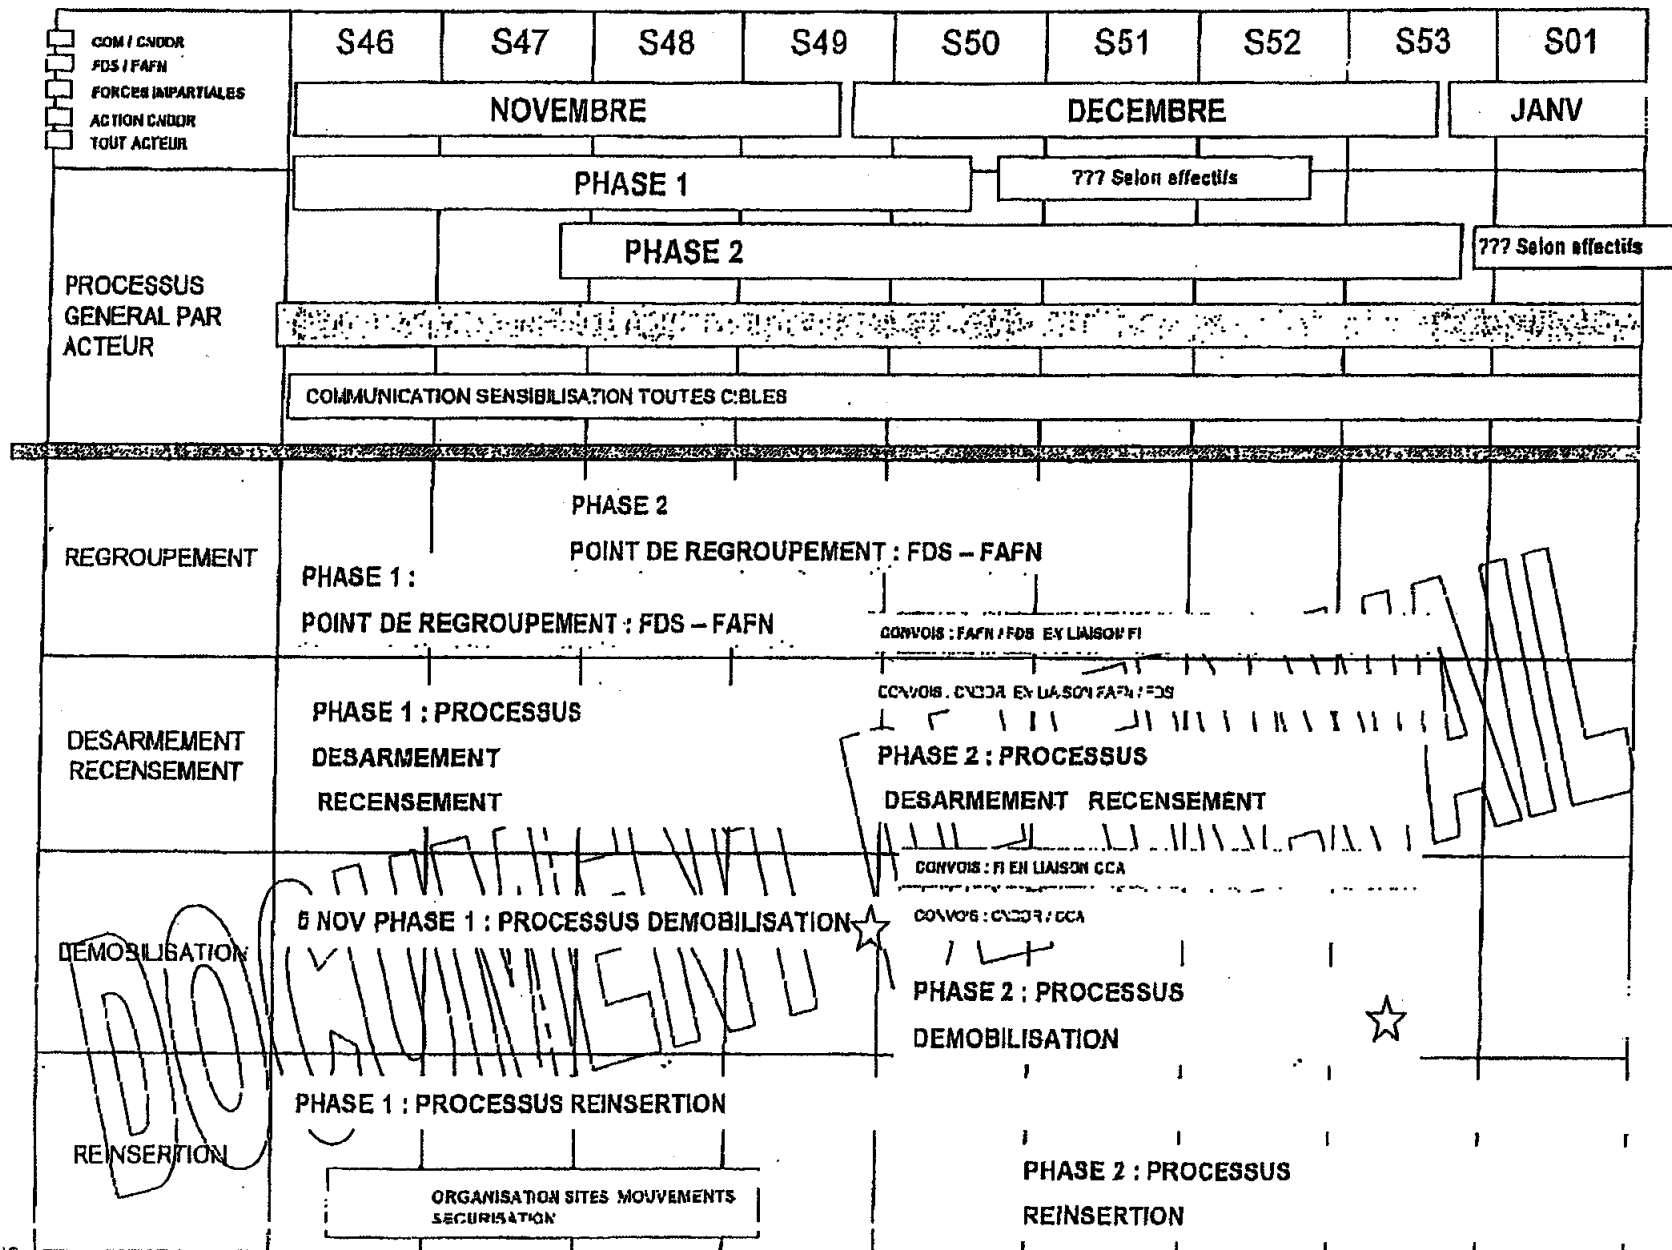 COM / CNDDR
FDS / FAFN
FORCES IMPARTIALES
ACTION CNDDR
TOUT ACTEUR
S46 S47 S48 S49 S50 S51 S52 S53 S01
NOVEMBRE DECEMBRE JANV
PHASE 1 ??? Selon effectifs
PHASE 2 ??? Selon effectifs
PROCESSUS
GENERAL PAR
ACTEUR
COMMUNICATION SENSIBILISATION TOUTES CIBLES
REGROUPEMENT
PHASE 2
POINT DE REGROUPEMENT : FDS – FAFN
PHASE 1 :
POINT DE REGROUPEMENT : FDS – FAFN
CONVOIS : FAFN / FDS EN LIAISON FI
DESARMEMENT
RECENSEMENT
PHASE 1 : PROCESSUS
DESARMEMENT
RECENSEMENT
CONVOIS : CNDDR EN LIAISON FAFN / FDS
PHASE 2 : PROCESSUS
DESARMEMENT RECENSEMENT
CONVOIS : FI EN LIAISON CCA
DEMOBILISATION
NOV PHASE 1 : PROCESSUS DEMOBILISATION
CONVOIS : CNDDR / CCA
PHASE 2 : PROCESSUS
DEMOBILISATION
REINSERTION
PHASE 1 : PROCESSUS REINSERTION
ORGANISATION SITES MOUVEMENTS
SECURISATION
PHASE 2 : PROCESSUS
REINSERTION
DOCUMENT